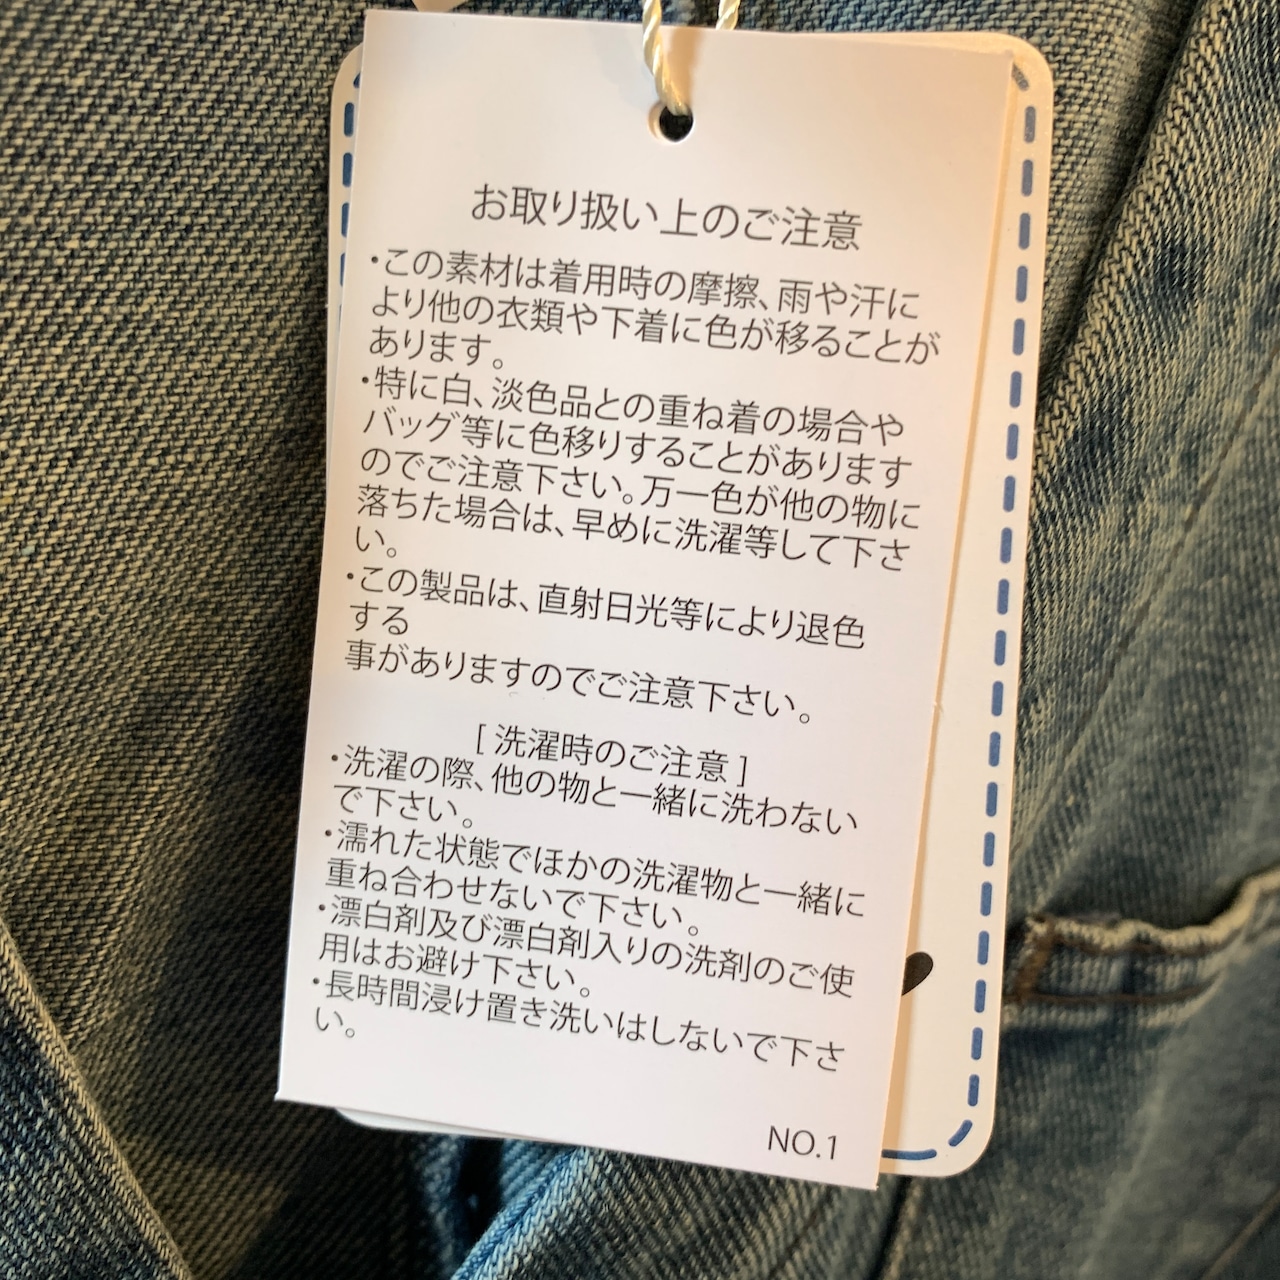 お取り扱い上のご注意
・この素材は着用時の摩擦、雨や汗に
より他の衣類や下着に色が移ることが
あります。
・特に白、淡色品との重ね着の場合や
バッグ等に色移りすることがあります
のでご注意下さい。万一色が他の物に
落ちた場合は、早めに洗濯等して下さ
い。
・この製品は、直射日光等により退色
する
事がありますのでご注意下さい。
[ 洗濯時のご注意 ]
・洗濯の際、他の物と一緒に洗わない
で下さい。
・濡れた状態でほかの洗濯物と一緒に
重ね合わせないで下さい。
・漂白剤及び漂白剤入りの洗剤のご使
用はお避け下さい。
・長時間浸け置き洗いはしないで下さ
い。
NO.1